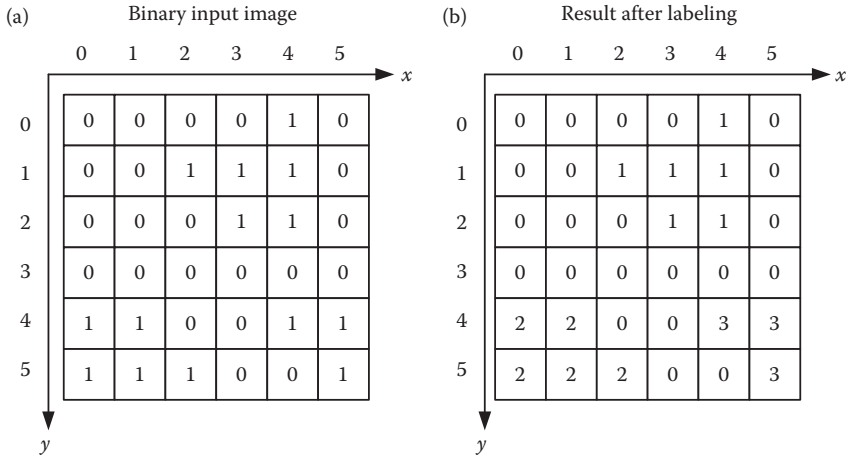 (a) Binary input image
0 1 2 3 4 5
x
0 0 0 0 0 1 0
1 0 0 1 1 1 0
2 0 0 0 1 1 0
3 0 0 0 0 0 0
4 1 1 0 0 1 1
5 1 1 1 0 0 1
y
(b) Result after labeling
0 1 2 3 4 5
x
0 0 0 0 0 1 0
1 0 0 1 1 1 0
2 0 0 0 1 1 0
3 0 0 0 0 0 0
4 2 2 0 0 3 3
5 2 2 2 0 0 3
y